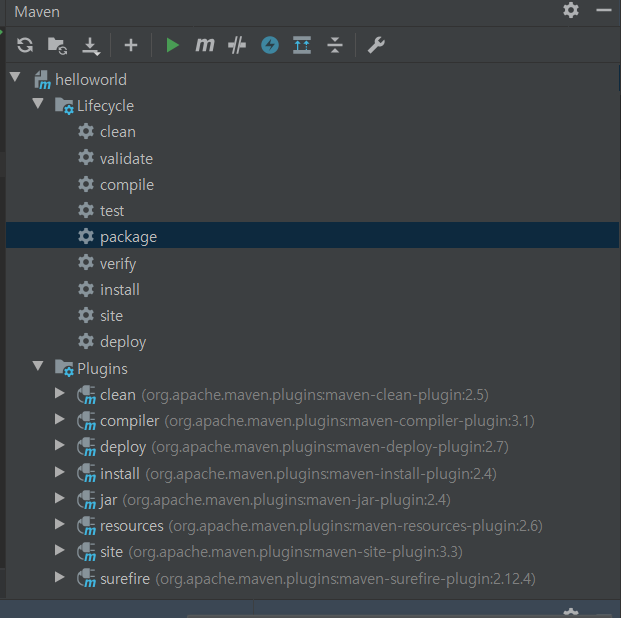 Maven
m
helloworld
Lifecycle
clean
validate
compile
test
package
verify
install
site
deploy
Plugins
clean (org.apache.maven.plugins:maven-clean-plugin:2.5)
compiler (org.apache.maven.plugins:maven-compiler-plugin:3.1)
deploy (org.apache.maven.plugins:maven-deploy-plugin:2.7)
install (org.apache.maven.plugins:maven-install-plugin:2.4)
jar (org.apache.maven.plugins:maven-jar-plugin:2.4)
resources (org.apache.maven.plugins:maven-resources-plugin:2.6)
site (org.apache.maven.plugins:maven-site-plugin:3.3)
surefire (org.apache.maven.plugins:maven-surefire-plugin:2.12.4)